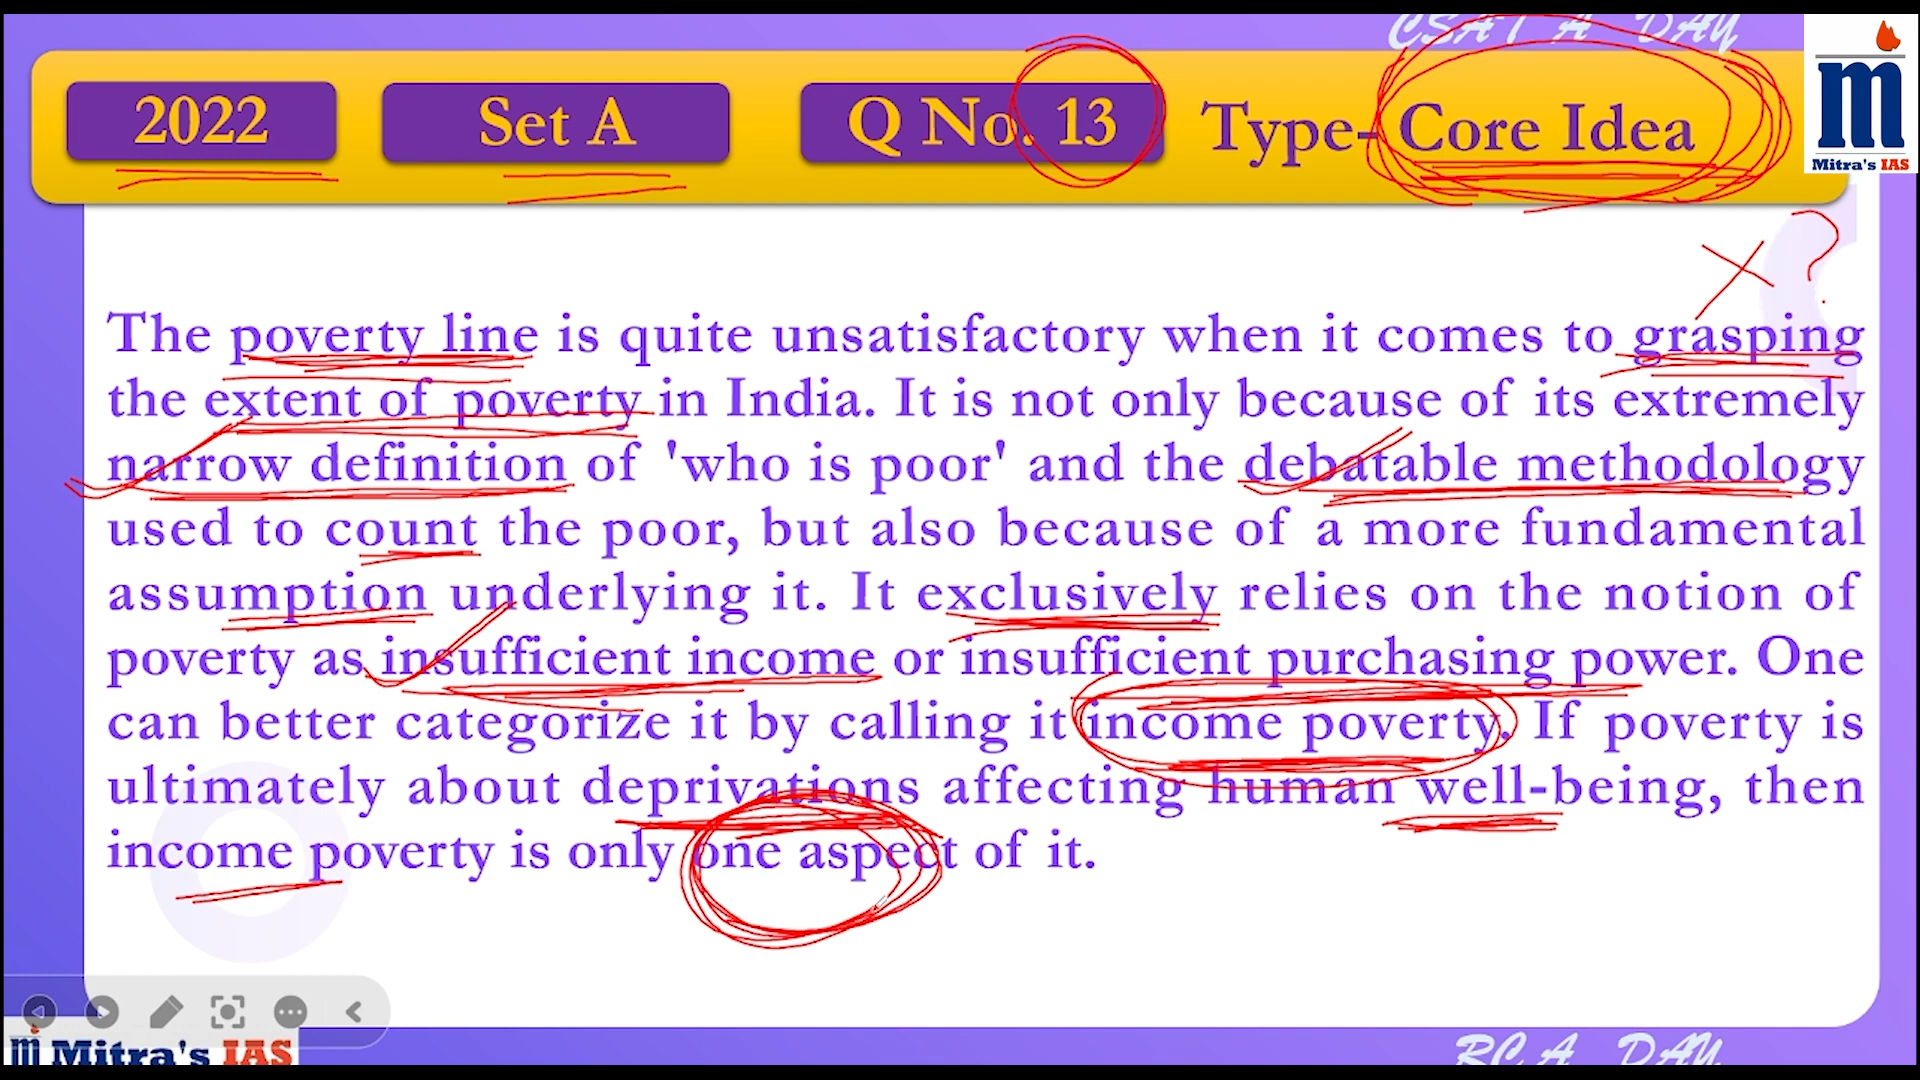 CSAT A DAY
2022 Set A Q No. 13 Type- Core Idea
m
Mitra's IAS
× ?
The poverty line is quite unsatisfactory when it comes to grasping
the extent of poverty in India. It is not only because of its extremely
narrow definition of 'who is poor' and the debatable methodology
used to count the poor, but also because of a more fundamental
assumption underlying it. It exclusively relies on the notion of
poverty as insufficient income or insufficient purchasing power. One
can better categorize it by calling it income poverty. If poverty is
ultimately about deprivations affecting human well-being, then
income poverty is only one aspect of it.
m Mitra's IAS
RC A DAY